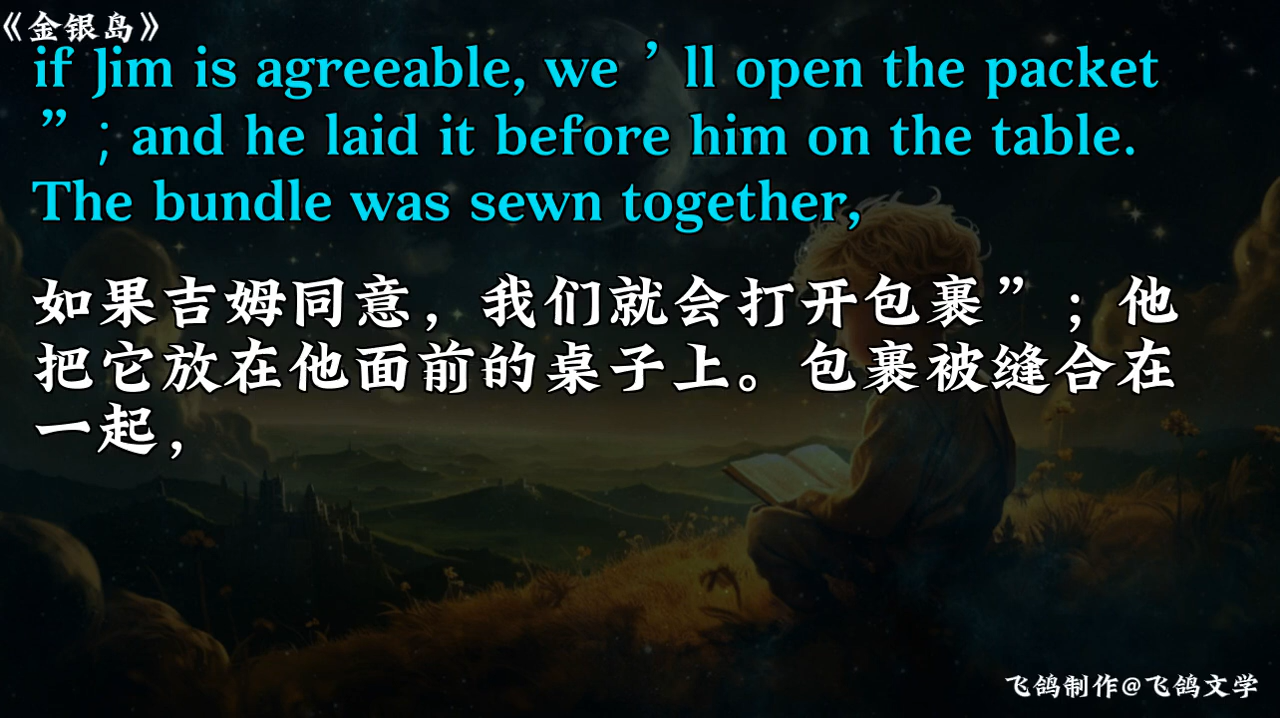 《金银岛》
if Jim is agreeable, we ’ ll open the packet
” ; and he laid it before him on the table.
The bundle was sewn together,
如果吉姆同意，我们就会打开包裹” ；他
把它放在他面前的桌子上。包裹被缝合在
一起，
飞鸽制作@飞鸽文学